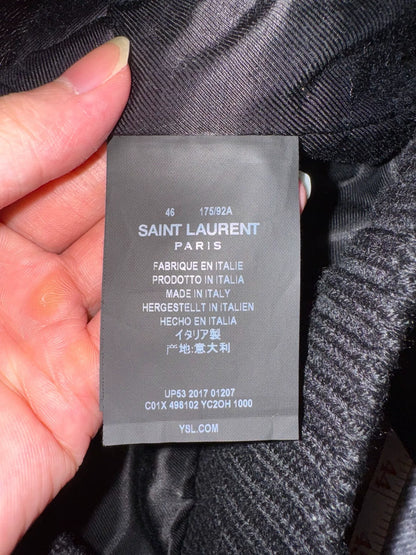 46 175/92A
SAINT LAURENT
PARIS
FABRIQUE EN ITALIE
PRODOTTO IN ITALIA
MADE IN ITALY
HERGESTELLT IN ITALIEN
HECHO EN ITALIA
イタリア製
产地:意大利
UP53 2017 01207
C01X 498102 YC2OH 1000
YSL.COM
44